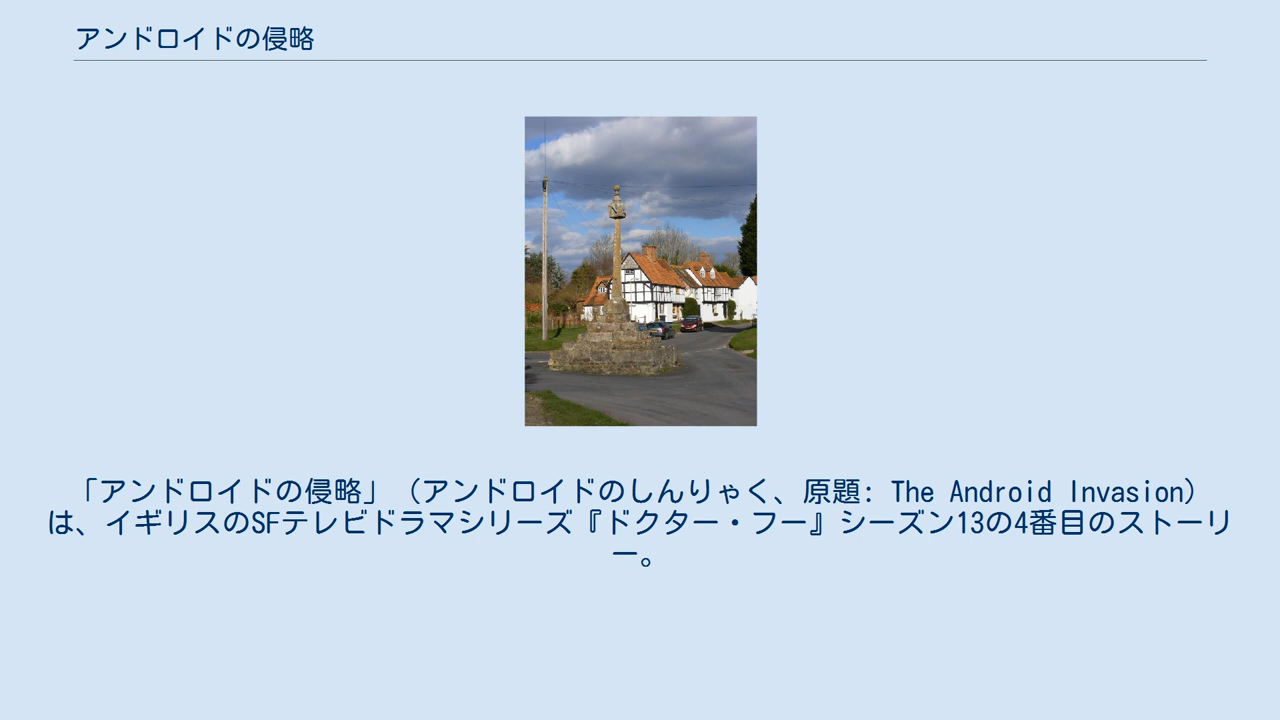 アンドロイドの侵略
「アンドロイドの侵略」（アンドロイドのしんりゃく、原題: The Android Invasion）
は、イギリスのSFテレビドラマシリーズ『ドクター・フー』シーズン13の4番目のストーリ
ー。